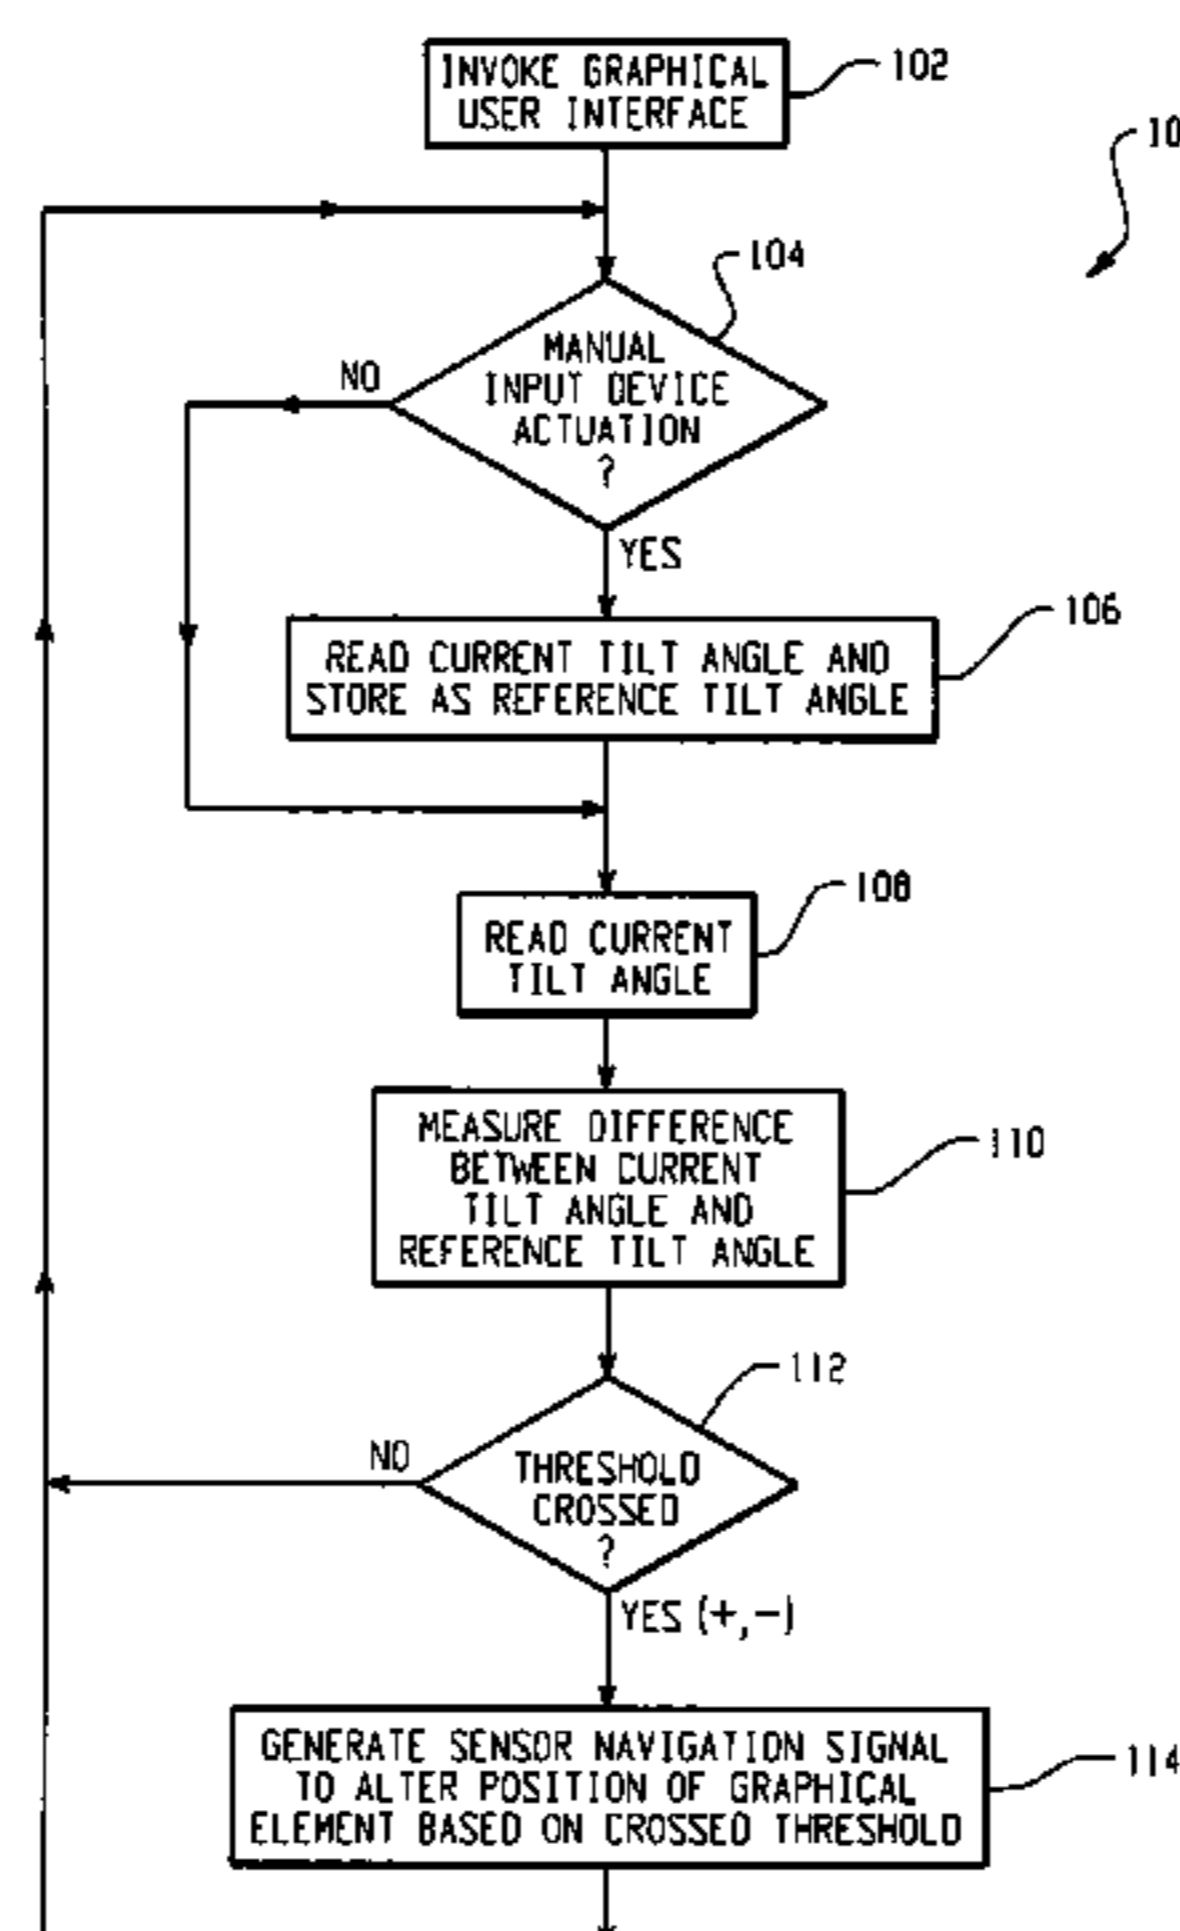 INVOKE GRAPHICAL
USER INTERFACE
102
10
104
MANUAL
INPUT DEVICE
ACTUATION
?
NO
YES
106
READ CURRENT TILT ANGLE AND
STORE AS REFERENCE TILT ANGLE
108
READ CURRENT
TILT ANGLE
MEASURE DIFFERENCE
BETWEEN CURRENT
TILT ANGLE AND
REFERENCE TILT ANGLE
110
112
NO
THRESHOLD
CROSSED
?
YES (+,-)
GENERATE SENSOR NAVIGATION SIGNAL
TO ALTER POSITION OF GRAPHICAL
ELEMENT BASED ON CROSSED THRESHOLD
114